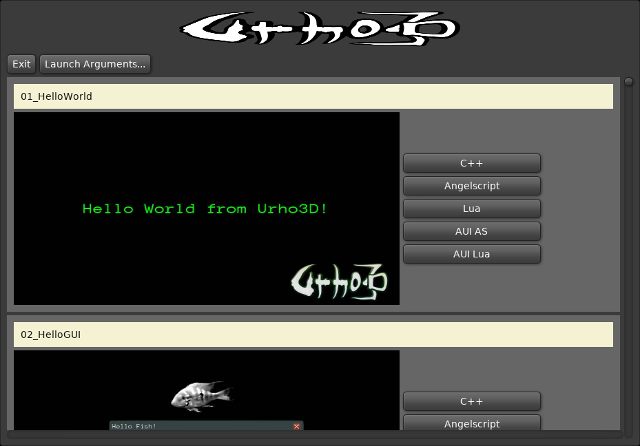 Urho3D
Exit
Launch Arguments...
01_HelloWorld
Hello World from Urho3D!
Urho3D
C++
Angelscript
Lua
AUI AS
AUI Lua
02_HelloGUI
Hello Fish!
C++
Angelscript